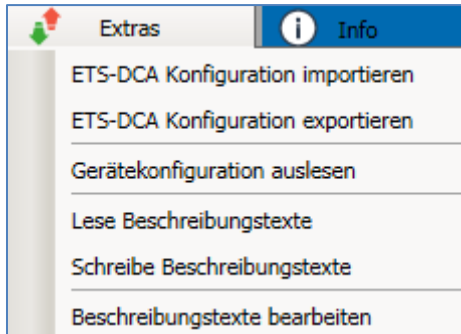 Extras Info
ETS-DCA Konfiguration importieren
ETS-DCA Konfiguration exportieren
Gerätekonfiguration auslesen
Lese Beschreibungstexte
Schreibe Beschreibungstexte
Beschreibungstexte bearbeiten